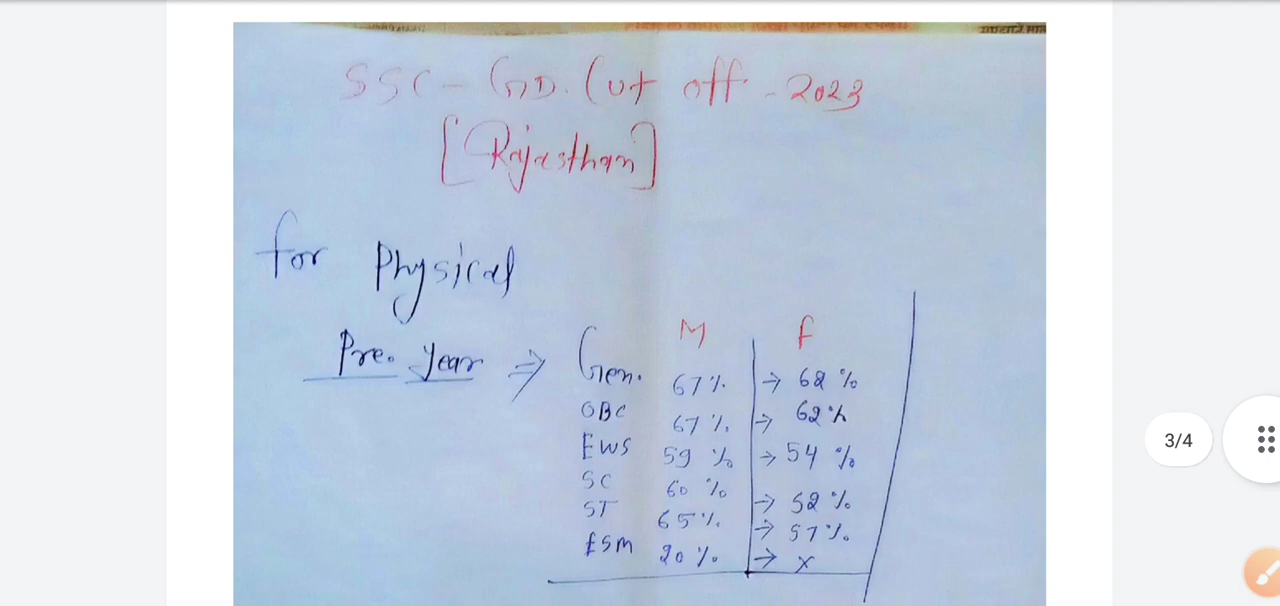 SSC - GD. Cut off - 2023
[Rajasthan]
for Physical
M F
Pre. Year ⇒ Gen. 67% → 62%
OBC 67% → 62%
EWS 59% → 54%
SC 60% → 52%
ST 65% → 57%
ESM 20% → x
3/4